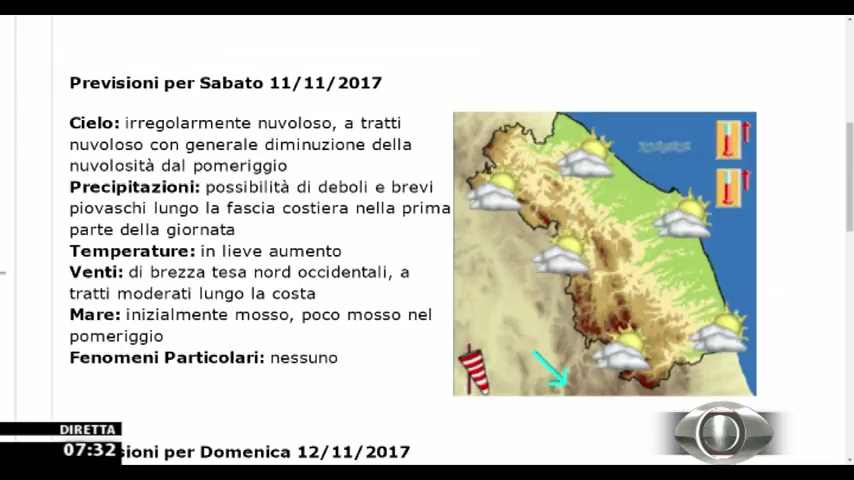 Previsioni per Sabato 11/11/2017
Cielo: irregolarmente nuvoloso, a tratti
nuvoloso con generale diminuzione della
nuvolosità dal pomeriggio
Precipitazioni: possibilità di deboli e brevi
piovaschi lungo la fascia costiera nella prima
parte della giornata
Temperature: in lieve aumento
Venti: di brezza tesa nord occidentali, a
tratti moderati lungo la costa
Mare: inizialmente mosso, poco mosso nel
pomeriggio
Fenomeni Particolari: nessuno
DIRETTA
07:32
sioni per Domenica 12/11/2017